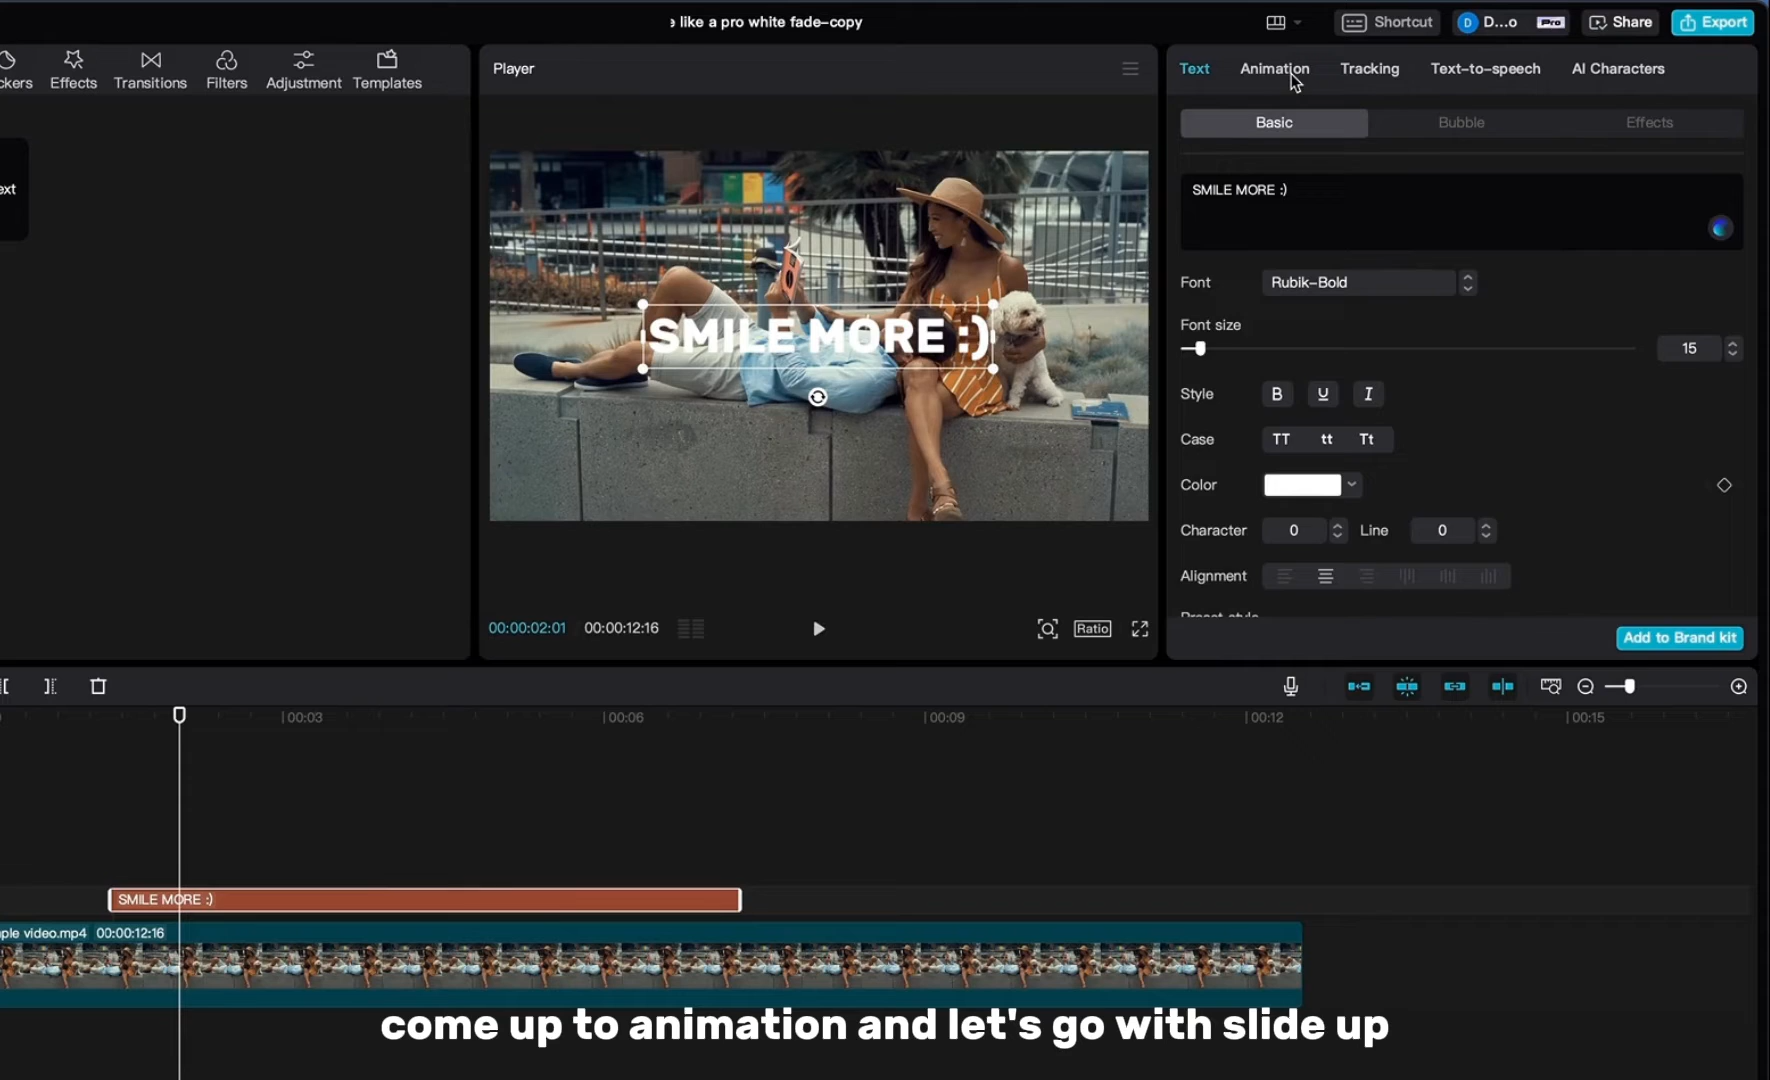 like a pro white fade-copy
Shortcut
D
D...o
Pro
Share
Export
ckers
Effects
Transitions
Filters
Adjustment
Templates
Player
Text
Animation
Tracking
Text-to-speech
AI Characters
Basic
Bubble
Effects
ext
SMILE MORE :)
SMILE MORE :)
Font
Rubik-Bold
Font size
15
Style
B
U
I
Case
TT
tt
Tt
Color
Character
0
Line
0
Alignment
00:00:02:01
00:00:12:16
Ratio
Add to Brand kit
00:03
00:06
00:09
00:12
00:15
SMILE MORE :)
ple video.mp4 00:00:12:16
come up to animation and let's go with slide up